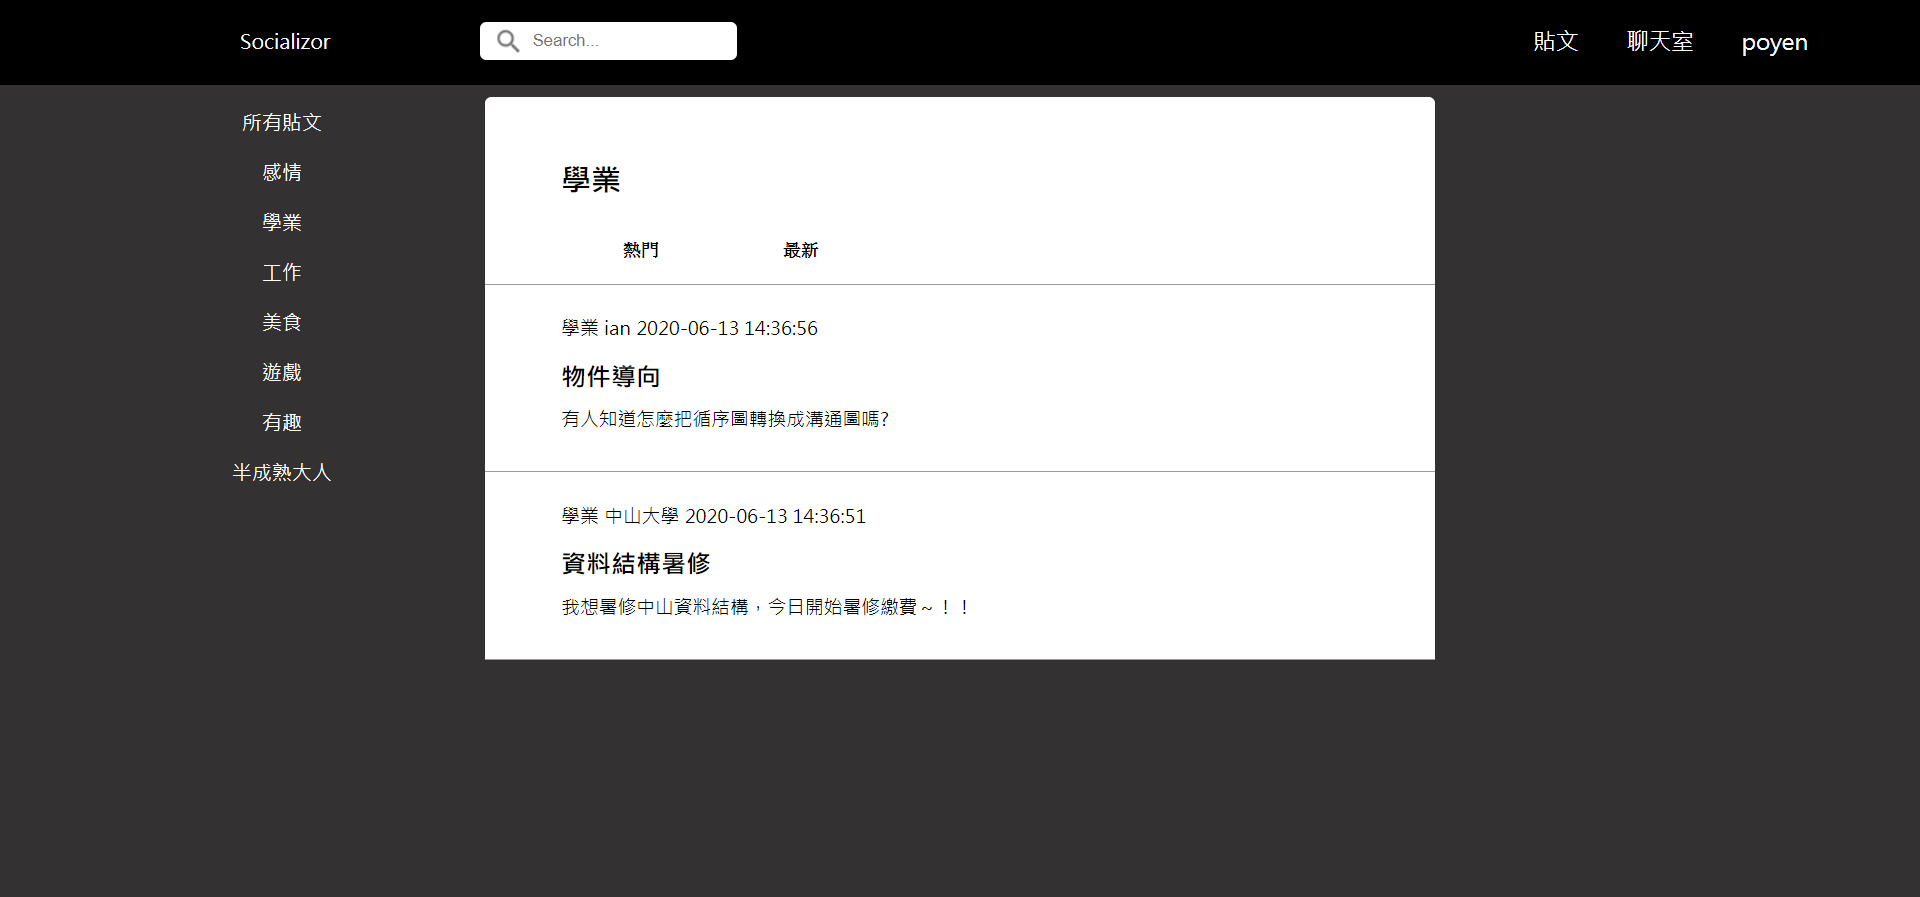 Socializor
Search...
貼文 聊天室 poyen
所有貼文
感情
學業
工作
美食
遊戲
有趣
半成熟大人
學業
熱門 最新
學業 ian 2020-06-13 14:36:56
物件導向
有人知道怎麼把循序圖轉換成溝通圖嗎?
學業 中山大學 2020-06-13 14:36:51
資料結構暑修
我想暑修中山資料結構，今日開始暑修繳費～！！